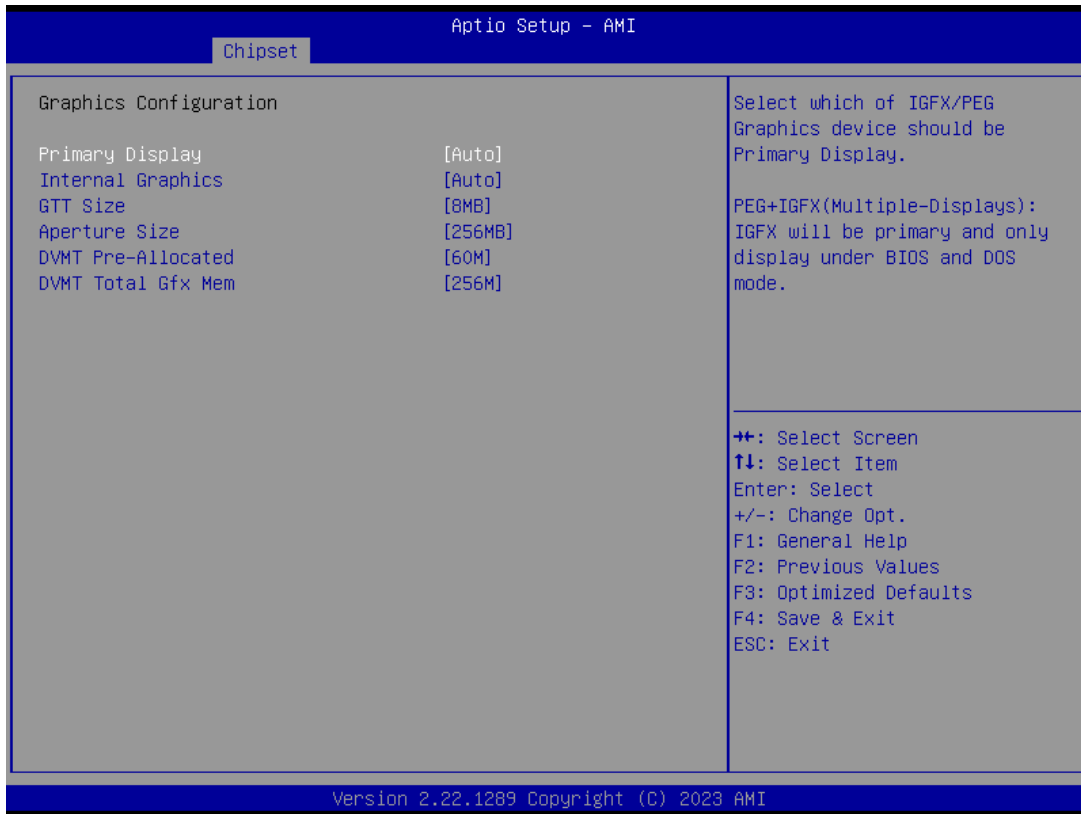 Aptio Setup - AMI
Chipset
Graphics Configuration
Primary Display [Auto]
Internal Graphics [Auto]
GTT Size [8MB]
Aperture Size [256MB]
DVMT Pre-Allocated [60M]
DVMT Total Gfx Mem [256M]
Select which of IGFX/PEG
Graphics device should be
Primary Display.
PEG+IGFX(Multiple-Displays):
IGFX will be primary and only
display under BIOS and DOS
mode.
→←: Select Screen
↑↓: Select Item
Enter: Select
+/-: Change Opt.
F1: General Help
F2: Previous Values
F3: Optimized Defaults
F4: Save & Exit
ESC: Exit
Version 2.22.1289 Copyright (C) 2023 AMI